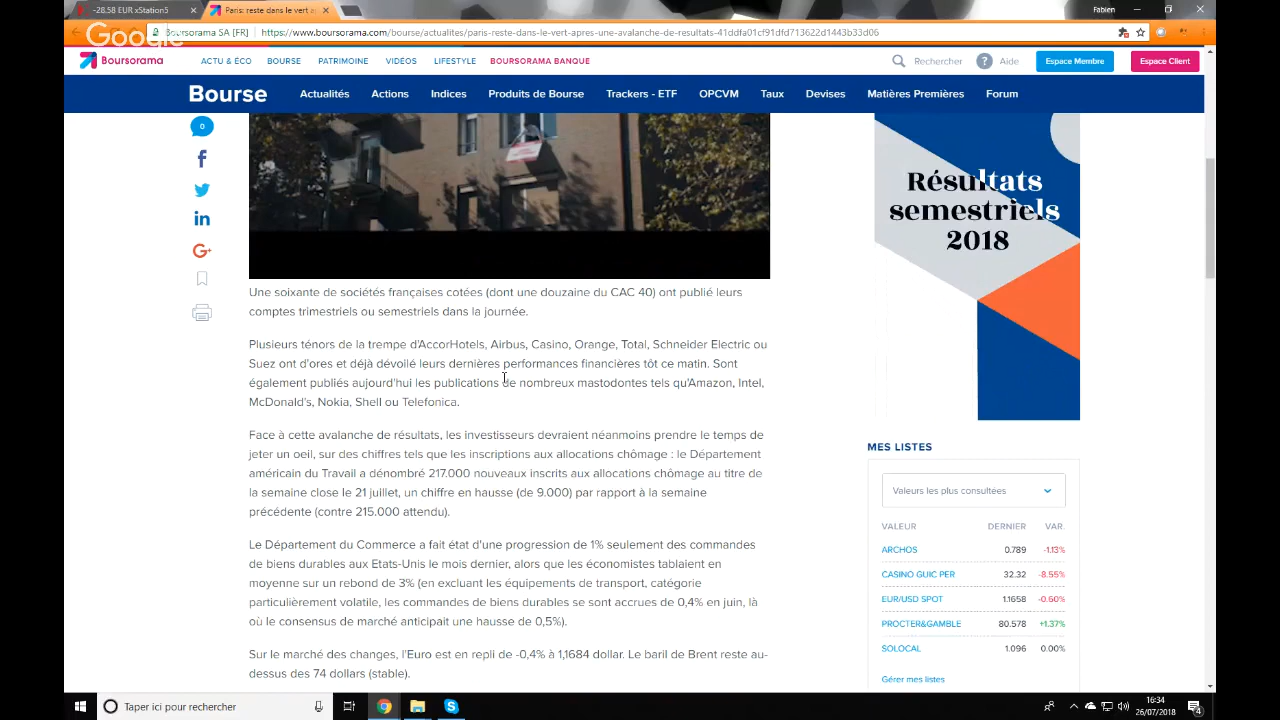 -28.58 EUR xStation5
Paris: reste dans le vert a
Fabien
Google
Boursorama SA [FR]
https://www.boursorama.com/bourse/actualites/paris-reste-dans-le-vert-apres-une-avalanche-de-resultats-41ddfa01cf91dfd713622d1443b33d06
Boursorama
ACTU & ÉCO BOURSE PATRIMOINE VIDÉOS LIFESTYLE BOURSORAMA BANQUE
Rechercher
Aide
Espace Membre
Espace Client
Bourse
Actualités Actions Indices Produits de Bourse Trackers - ETF OPCVM Taux Devises Matières Premières Forum
0
f
in
G+
Une soixante de sociétés françaises cotées (dont une douzaine du CAC 40) ont publié leurs
comptes trimestriels ou semestriels dans la journée.
Plusieurs ténors de la trempe d'AccorHotels, Airbus, Casino, Orange, Total, Schneider Electric ou
Suez ont d'ores et déjà dévoilé leurs dernières performances financières tôt ce matin. Sont
également publiés aujourd'hui les publications de nombreux mastodontes tels qu'Amazon, Intel,
McDonald's, Nokia, Shell ou Telefonica.
Face à cette avalanche de résultats, les investisseurs devraient néanmoins prendre le temps de
jeter un oeil, sur des chiffres tels que les inscriptions aux allocations chômage : le Département
américain du Travail a dénombré 217.000 nouveaux inscrits aux allocations chômage au titre de
la semaine close le 21 juillet, un chiffre en hausse (de 9.000) par rapport à la semaine
précédente (contre 215.000 attendu).
Le Département du Commerce a fait état d'une progression de 1% seulement des commandes
de biens durables aux Etats-Unis le mois dernier, alors que les économistes tablaient en
moyenne sur un rebond de 3% (en excluant les équipements de transport, catégorie
particulièrement volatile, les commandes de biens durables se sont accrues de 0,4% en juin, là
où le consensus de marché anticipait une hausse de 0,5%).
Sur le marché des changes, l'Euro est en repli de -0,4% à 1,1684 dollar. Le baril de Brent reste au-
dessus des 74 dollars (stable).
Résultats
semestriels
2018
MES LISTES
Valeurs les plus consultées
VALEUR DERNIER VAR.
ARCHOS 0.789 -1.13%
CASINO GUIC PER 32.32 -8.55%
EUR/USD SPOT 1.1658 -0.60%
PROCTER&GAMBLE 80.578 +1.37%
SOLOCAL 1.096 0.00%
Gérer mes listes
Taper ici pour rechercher
16:34
26/07/2018
4